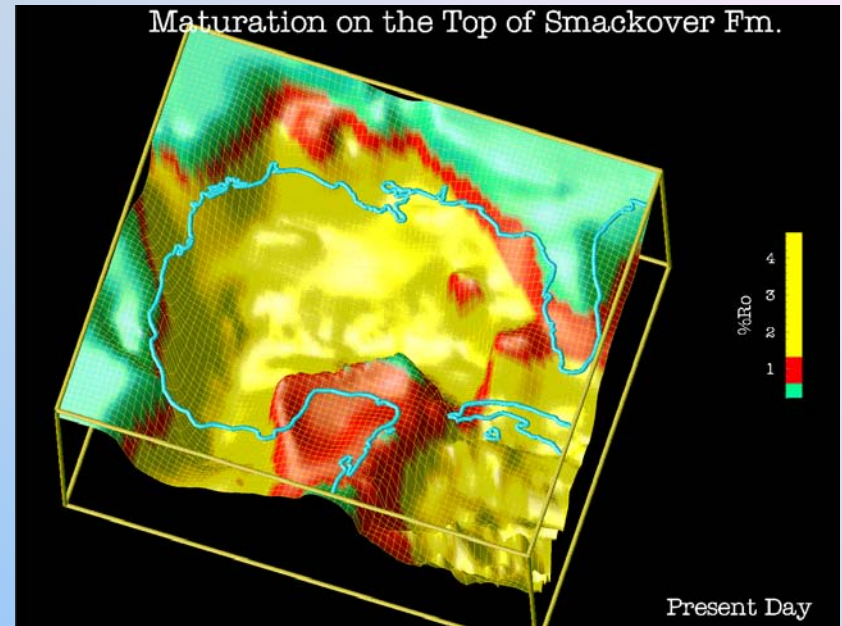 Maturation on the Top of Smackover Fm.
4
3
%Ro
2
1
Present Day